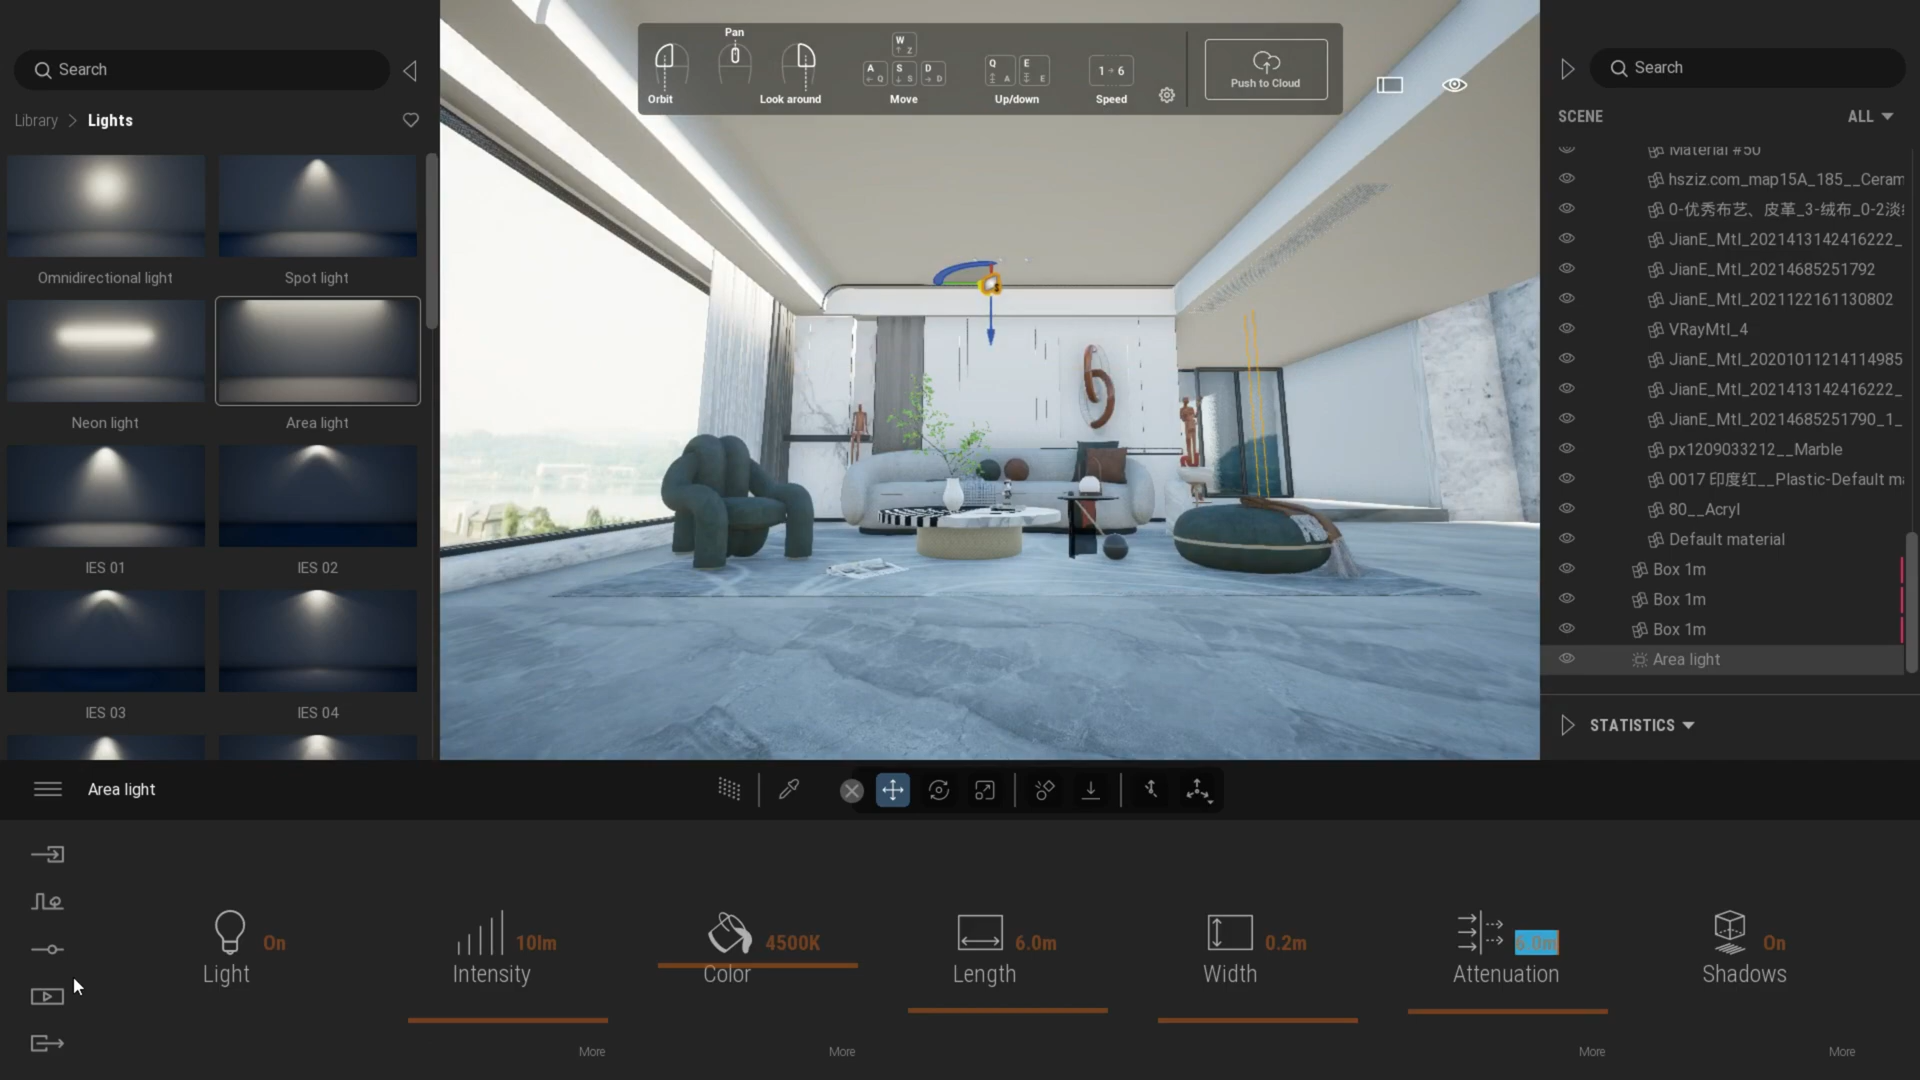 Search
Library > Lights
Omnidirectional light
Spot light
Neon light
Area light
IES 01
IES 02
IES 03
IES 04
Pan
Orbit
Look around
W
Z
A
Q
S
S
D
D
Move
Q
A
E
E
Up/down
1 ÷ 6
Speed
Push to Cloud
Search
SCENE
ALL
Material #50
hsziz.com_map15A_185__Ceram
0-优秀布艺、皮革_3-绒布_0-2淡
JianE_Mtl_2021413142416222_
JianE_Mtl_20214685251792
JianE_Mtl_2021122161130802
VRayMtl_4
JianE_Mtl_20201011214114985
JianE_Mtl_2021413142416222_
JianE_Mtl_202146852517​90_1_
px1209033212__Marble
0017 印度红__Plastic-Default m
80__Acryl
Default material
Box 1m
Box 1m
Box 1m
Area light
STATISTICS
Area light
On
Light
10lm
Intensity
More
4500K
Color
More
6.0m
Length
0.2m
Width
Attenuation
More
On
Shadows
More